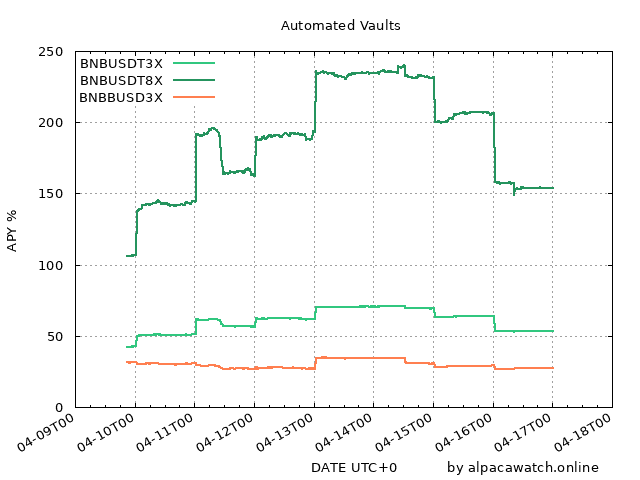 Automated Vaults
BNBUSDT3X
BNBUSDT8X
BNBBUSD3X
APY %
250
200
150
100
50
0
04-09T00
04-10T00
04-11T00
04-12T00
04-13T00
04-14T00
04-15T00
04-16T00
04-17T00
04-18T00
DATE UTC+0
by alpacawatch.online